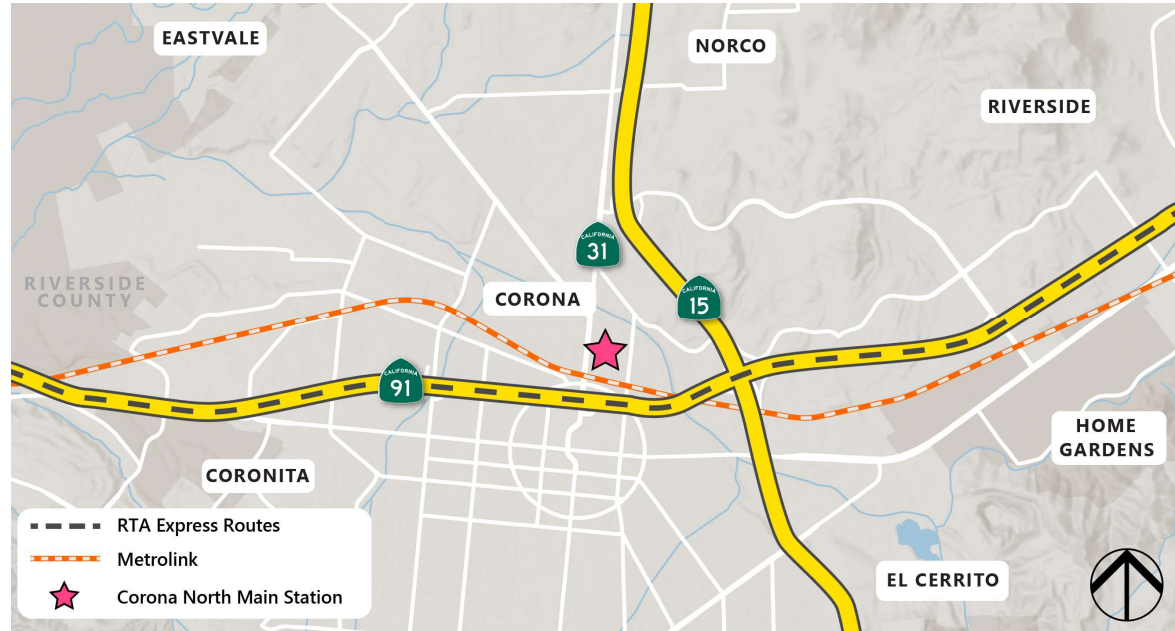 EASTVALE
NORCO
RIVERSIDE
CALIFORNIA
31
RIVERSIDE
COUNTY
CORONA
CALIFORNIA
15
CALIFORNIA
91
HOME
GARDENS
CORONITA
RTA Express Routes
Metrolink
Corona North Main Station
EL CERRITO